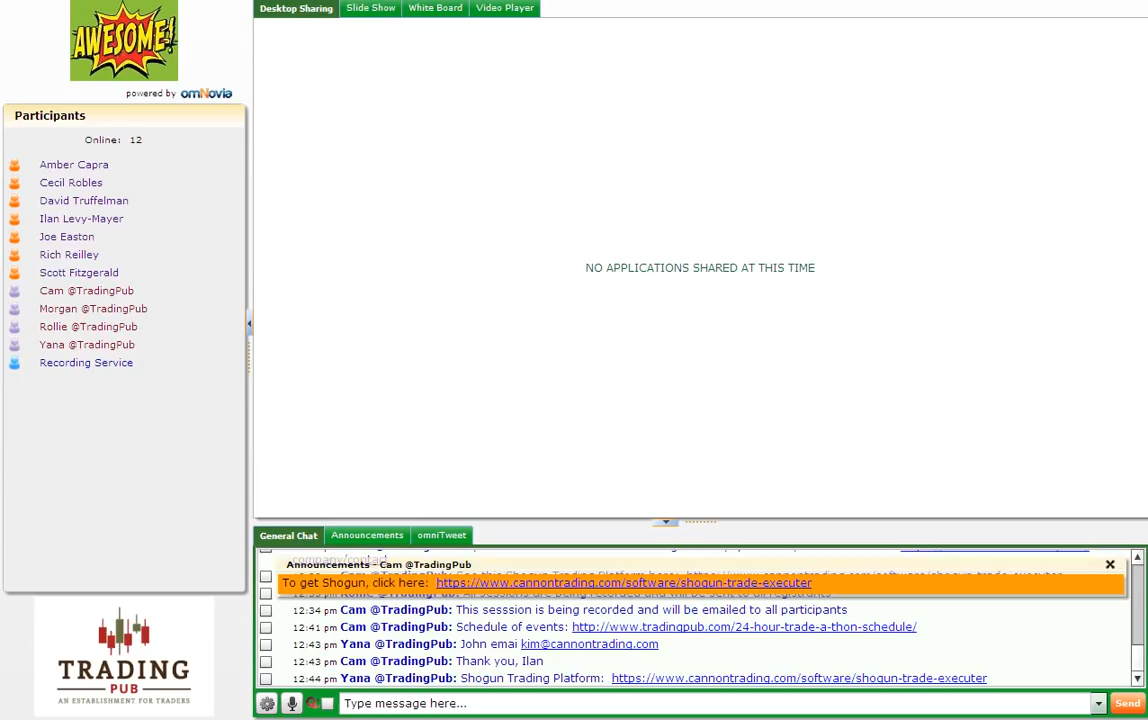 AWESOME!
powered by omNovia
Participants
Online: 12
Amber Capra
Cecil Robles
David Truffelman
Ilan Levy-Mayer
Joe Easton
Rich Reilley
Scott Fitzgerald
Cam @TradingPub
Morgan @TradingPub
Rollie @TradingPub
Yana @TradingPub
Recording Service
TRADING
PUB
AN ESTABLISHMENT FOR TRADERS
Desktop Sharing Slide Show White Board Video Player
NO APPLICATIONS SHARED AT THIS TIME
General Chat Announcements omniTweet
company/contact
Announcements - Cam @TradingPub
To get Shogun, click here: https://www.cannontrading.com/software/shogun-trade-executer
12:34 pm Cam @TradingPub: This sesssion is being recorded and will be emailed to all participants
12:41 pm Cam @TradingPub: Schedule of events: http://www.tradingpub.com/24-hour-trade-a-thon-schedule/
12:43 pm Yana @TradingPub: John emai kim@cannontrading.com
12:43 pm Cam @TradingPub: Thank you, Ilan
12:44 pm Yana @TradingPub: Shogun Trading Platform: https://www.cannontrading.com/software/shogun-trade-executer
Type message here...
Send